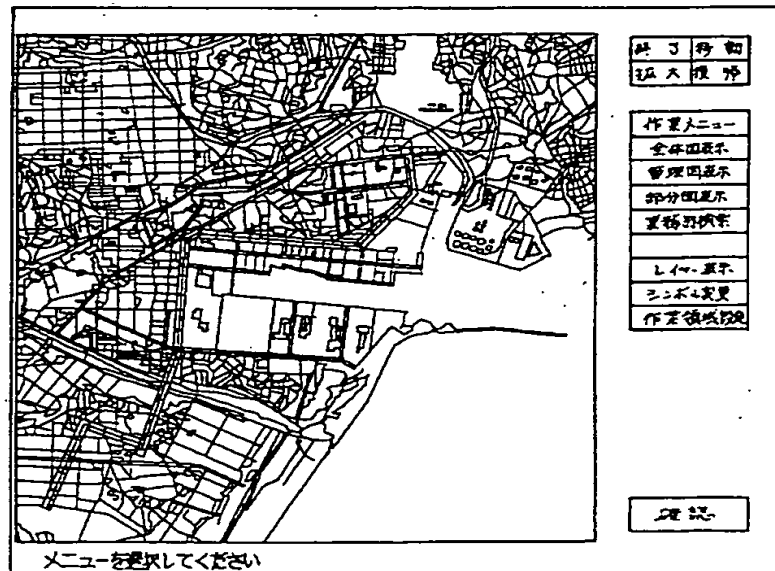 終了 移動
拡大 複帰
作業メニュー
全体図表示
管理図表示
部分図表示
業務別検索
レイヤー表示
シンボル変更
作業領域設定
確認
メニューを選択してください